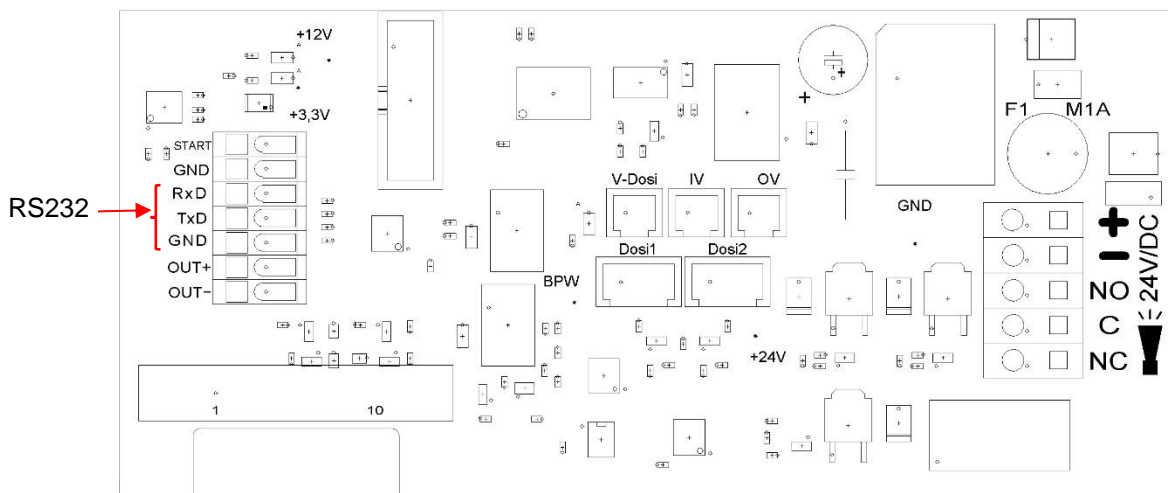 +12V
A
A
+3,3V
START
GND
RxD
TxD
GND
OUT+
OUT−
RS232
1
10
V-Dosi
IV
OV
A
Dosi1
Dosi2
BPW
+24V
GND
F1
M1A
+
−
NO
C
NC
24V/DC